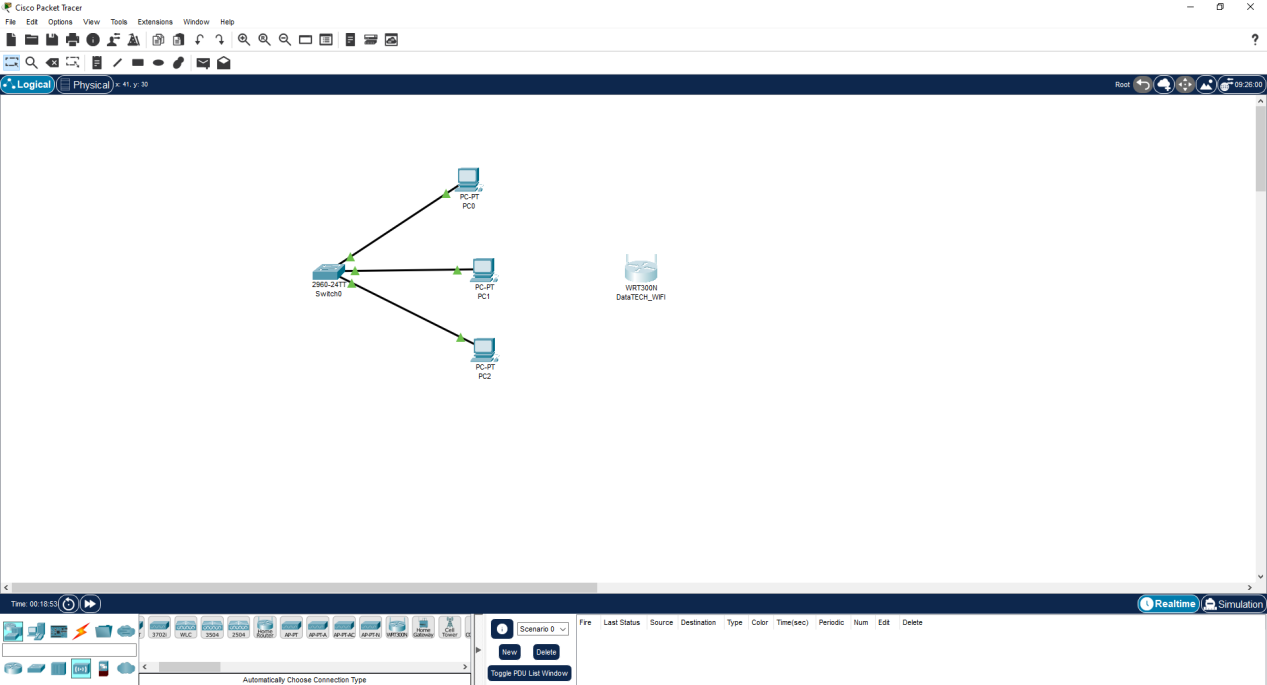 Cisco Packet Tracer
File Edit Options View Tools Extensions Window Help
Logical Physical x: 41, y: 30 Root 09:26:00
PC-PT
PC0
2960-24TT
Switch0
PC-PT
PC1
WRT300N
DataTECH_WIFI
PC-PT
PC2
Time: 00:18:53 Realtime Simulation
3702i WLC 3504 2504 Home Router AP-PT AP-PT-A AP-PT-AC AP-PT-N WRT300N Home Gateway Cell Tower
Scenario 0
New Delete
Toggle PDU List Window
Fire Last Status Source Destination Type Color Time(sec) Periodic Num Edit Delete
Automatically Choose Connection Type